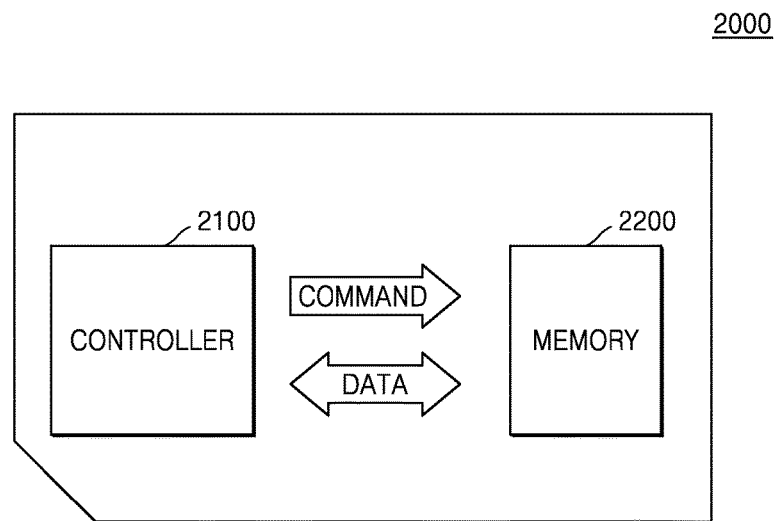 2000
2100
2200
COMMAND
CONTROLLER
MEMORY
DATA